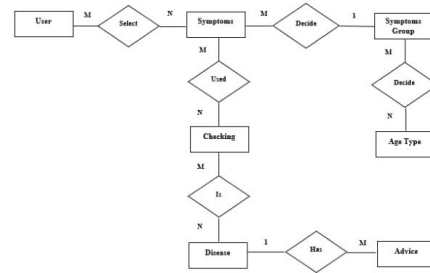 User
M
Select
N
Symptoms
M
Decide
1
Symptoms
Group
M
Used
N
M
Decide
N
Checking
Age Type
M
Is
N
Disease
1
Has
M
Advice